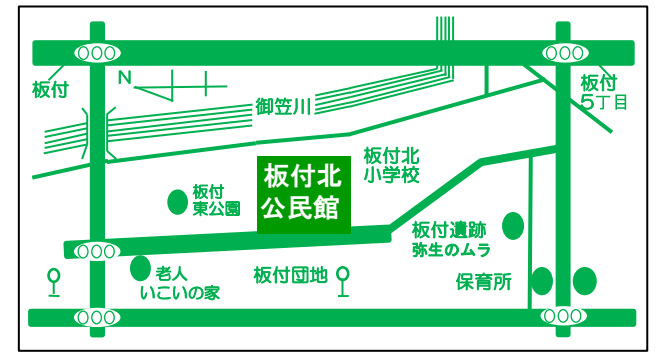 板付
N
御笠川
板付
5丁目
板付北
小学校
板付北
公民館
板付
東公園
板付遺跡
弥生のムラ
老人
いこいの家
板付団地
保育所